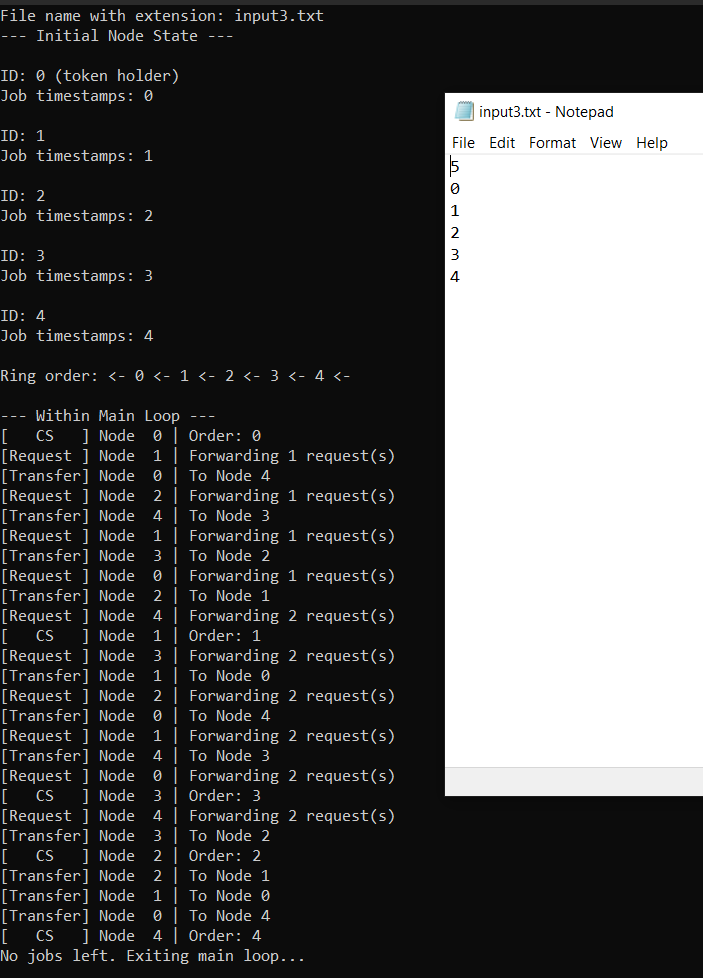 File name with extension: input3.txt
--- Initial Node State ---
ID: 0 (token holder)
Job timestamps: 0
ID: 1
Job timestamps: 1
ID: 2
Job timestamps: 2
ID: 3
Job timestamps: 3
ID: 4
Job timestamps: 4
Ring order: <- 0 <- 1 <- 2 <- 3 <- 4 <-
--- Within Main Loop ---
[   CS   ] Node  0 | Order: 0
[Request ] Node  1 | Forwarding 1 request(s)
[Transfer] Node  0 | To Node 4
[Request ] Node  2 | Forwarding 1 request(s)
[Transfer] Node  4 | To Node 3
[Request ] Node  1 | Forwarding 1 request(s)
[Transfer] Node  3 | To Node 2
[Request ] Node  0 | Forwarding 1 request(s)
[Transfer] Node  2 | To Node 1
[Request ] Node  4 | Forwarding 2 request(s)
[   CS   ] Node  1 | Order: 1
[Request ] Node  3 | Forwarding 2 request(s)
[Transfer] Node  1 | To Node 0
[Request ] Node  2 | Forwarding 2 request(s)
[Transfer] Node  0 | To Node 4
[Request ] Node  1 | Forwarding 2 request(s)
[Transfer] Node  4 | To Node 3
[Request ] Node  0 | Forwarding 2 request(s)
[   CS   ] Node  3 | Order: 3
[Request ] Node  4 | Forwarding 2 request(s)
[Transfer] Node  3 | To Node 2
[   CS   ] Node  2 | Order: 2
[Transfer] Node  2 | To Node 1
[Transfer] Node  1 | To Node 0
[Transfer] Node  0 | To Node 4
[   CS   ] Node  4 | Order: 4
No jobs left. Exiting main loop...
input3.txt - Notepad
File Edit Format View Help
5
0
1
2
3
4